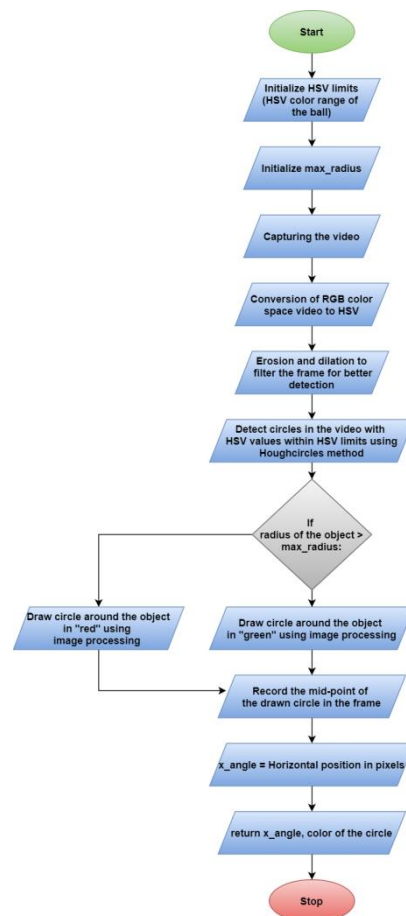 Start
Initialize HSV limits
(HSV color range of
the ball)
Initialize max_radius
Capturing the video
Conversion of RGB color
space video to HSV
Erosion and dilation to
filter the frame for better
detection
Detect circles in the video with
HSV values within HSV limits using
Houghcircles method
If
radius of the object >
max_radius:
Draw circle around the object
in "red" using
image processing
Draw circle around the object
in "green" using image processing
Record the mid-point of
the drawn circle in the frame
x_angle = Horizontal position in pixels
return x_angle, color of the circle
Stop